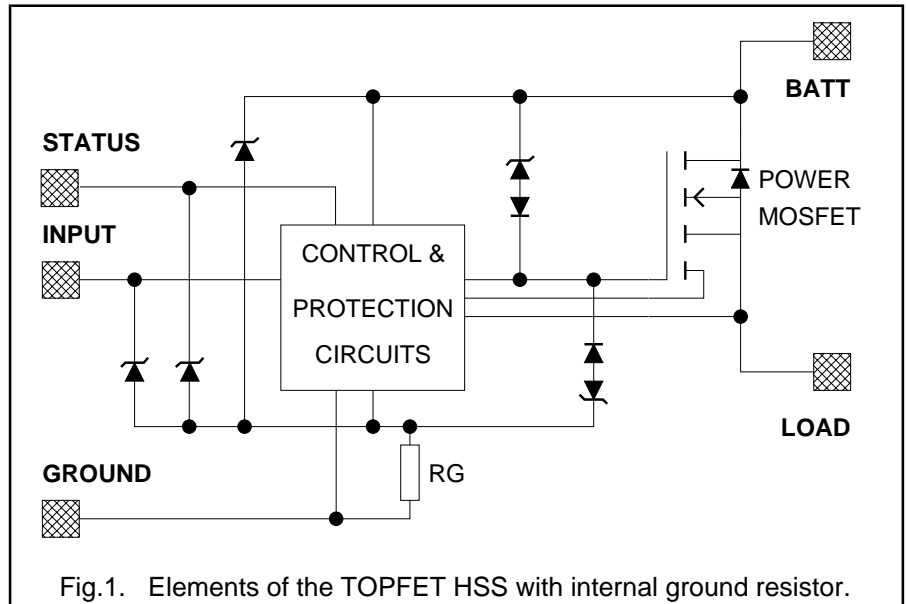 BATT
STATUS
POWER
MOSFET
INPUT
CONTROL &
PROTECTION
CIRCUITS
LOAD
RG
GROUND
Fig.1. Elements of the TOPFET HSS with internal ground resistor.